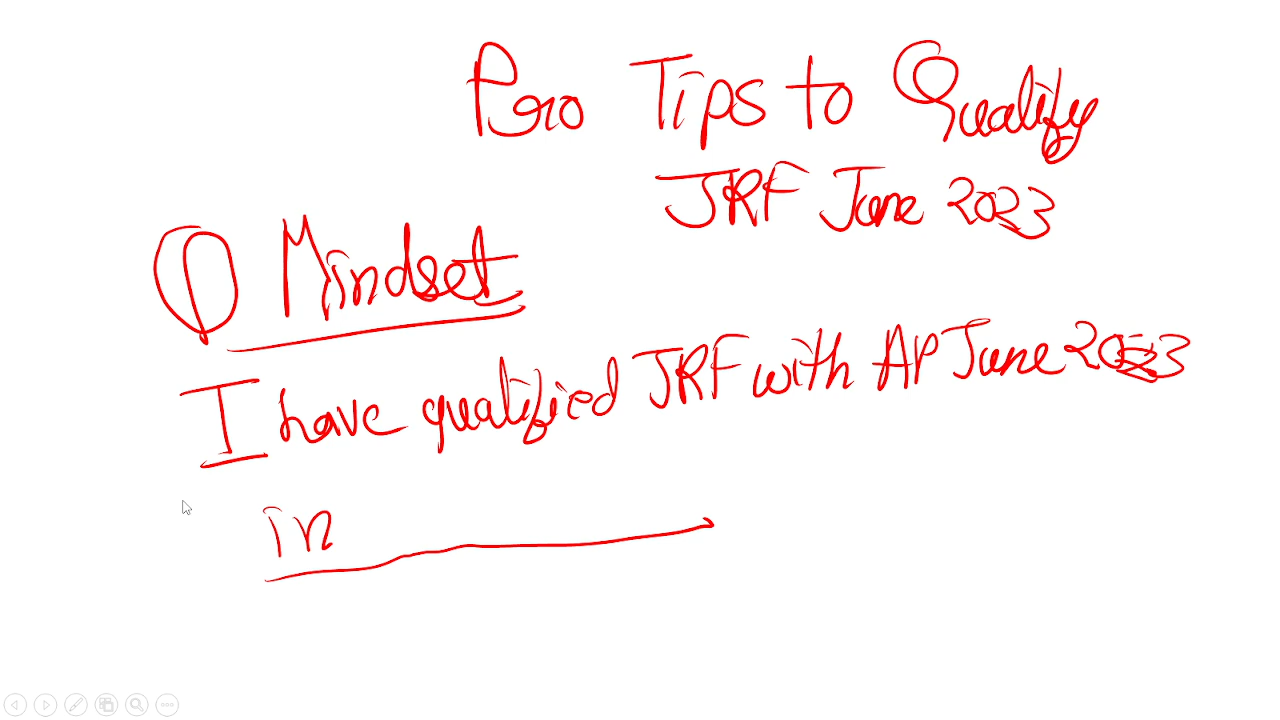 Pro Tips to Qualify
JRF June 2023
① Mindset
I have qualified JRF with AP June 2023
in